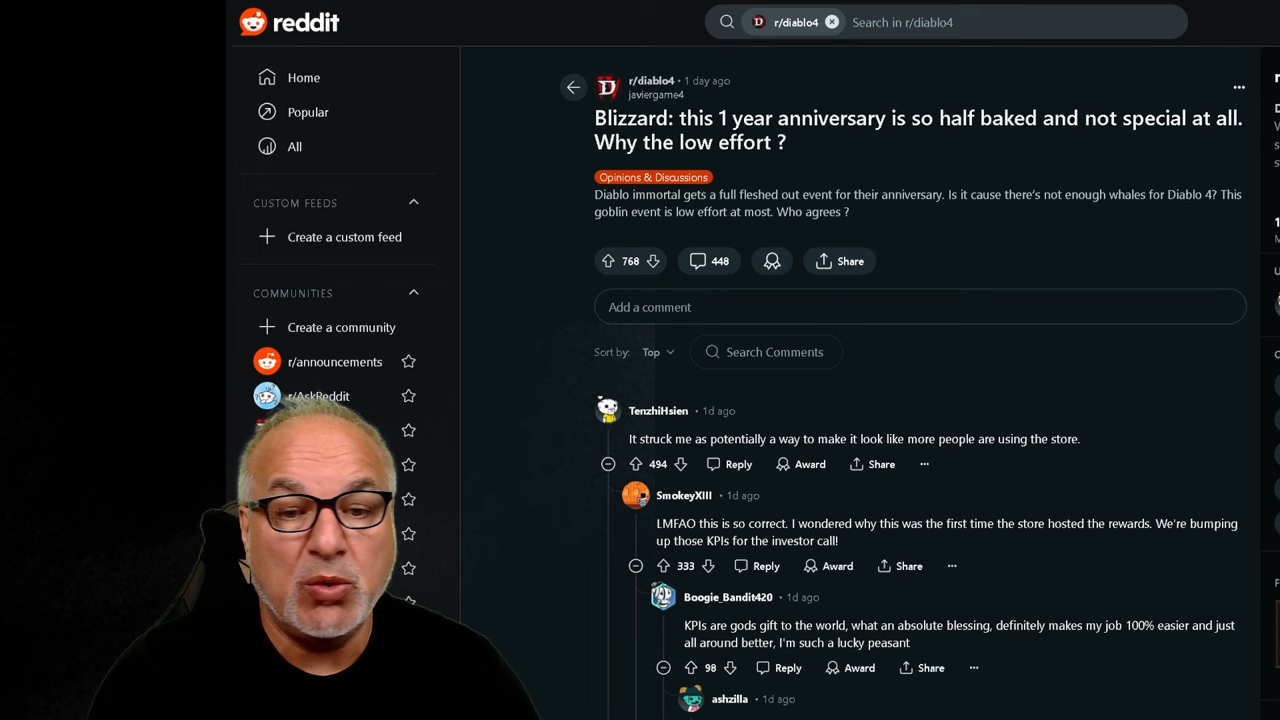 reddit
r/diablo4
Search in r/diablo4
Home
Popular
All
CUSTOM FEEDS
Create a custom feed
COMMUNITIES
Create a community
r/announcements
r/AskReddit
r/diablo4 • 1 day ago
javiergame4
Blizzard: this 1 year anniversary is so half baked and not special at all.
Why the low effort ?
Opinions & Discussions
Diablo immortal gets a full fleshed out event for their anniversary. Is it cause there's not enough whales for Diablo 4? This
goblin event is low effort at most. Who agrees ?
768
448
Share
Add a comment
Sort by: Top
Search Comments
TenzhiHsien • 1d ago
It struck me as potentially a way to make it look like more people are using the store.
494 Reply Award Share
SmokeyXIII • 1d ago
LMFAO this is so correct. I wondered why this was the first time the store hosted the rewards. We're bumping
up those KPIs for the investor call!
333 Reply Award Share
Boogie_Bandit420 • 1d ago
KPIs are gods gift to the world, what an absolute blessing, definitely makes my job 100% easier and just
all around better, I'm such a lucky peasant
98 Reply Award Share
ashzilla • 1d ago